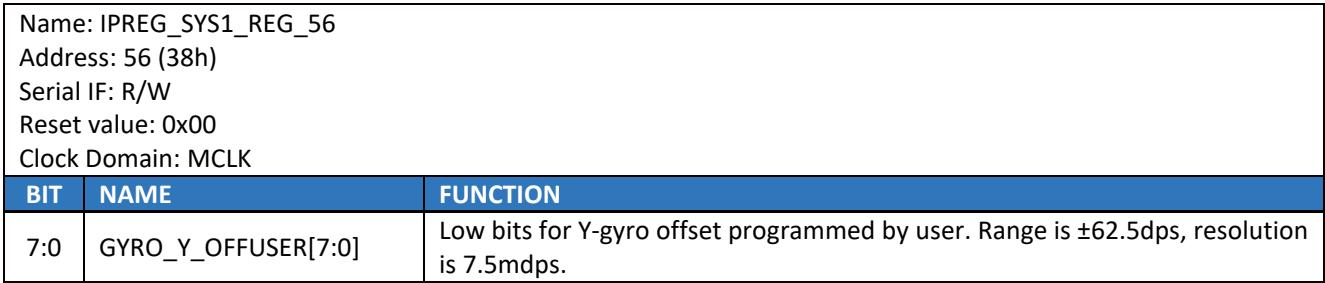 Name: IPREG_SYS1_REG_56
Address: 56 (38h)
Serial IF: R/W
Reset value: 0x00
Clock Domain: MCLK
BIT NAME FUNCTION
7:0 GYRO_Y_OFFUSER[7:0] Low bits for Y-gyro offset programmed by user. Range is ±62.5dps, resolution
is 7.5mdps.